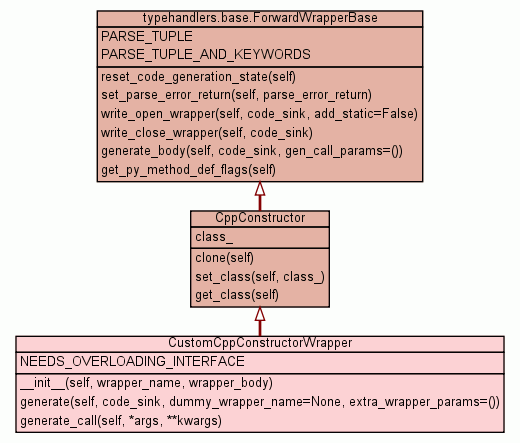 typehandlers.base.ForwardWrapperBase
PARSE_TUPLE
PARSE_TUPLE_AND_KEYWORDS
reset_code_generation_state(self)
set_parse_error_return(self, parse_error_return)
write_open_wrapper(self, code_sink, add_static=False)
write_close_wrapper(self, code_sink)
generate_body(self, code_sink, gen_call_params=())
get_py_method_def_flags(self)
CppConstructor
class_
clone(self)
set_class(self, class_)
get_class(self)
CustomCppConstructorWrapper
NEEDS_OVERLOADING_INTERFACE
__init__(self, wrapper_name, wrapper_body)
generate(self, code_sink, dummy_wrapper_name=None, extra_wrapper_params=())
generate_call(self, *args, **kwargs)